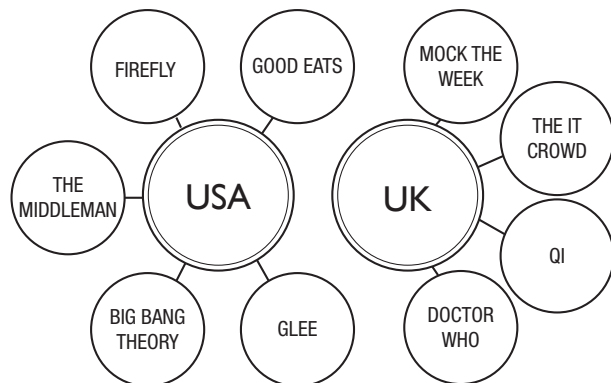 FIREFLY
GOOD EATS
THE
MIDDLEMAN
USA
BIG BANG
THEORY
GLEE
MOCK THE
WEEK
THE IT
CROWD
UK
QI
DOCTOR
WHO